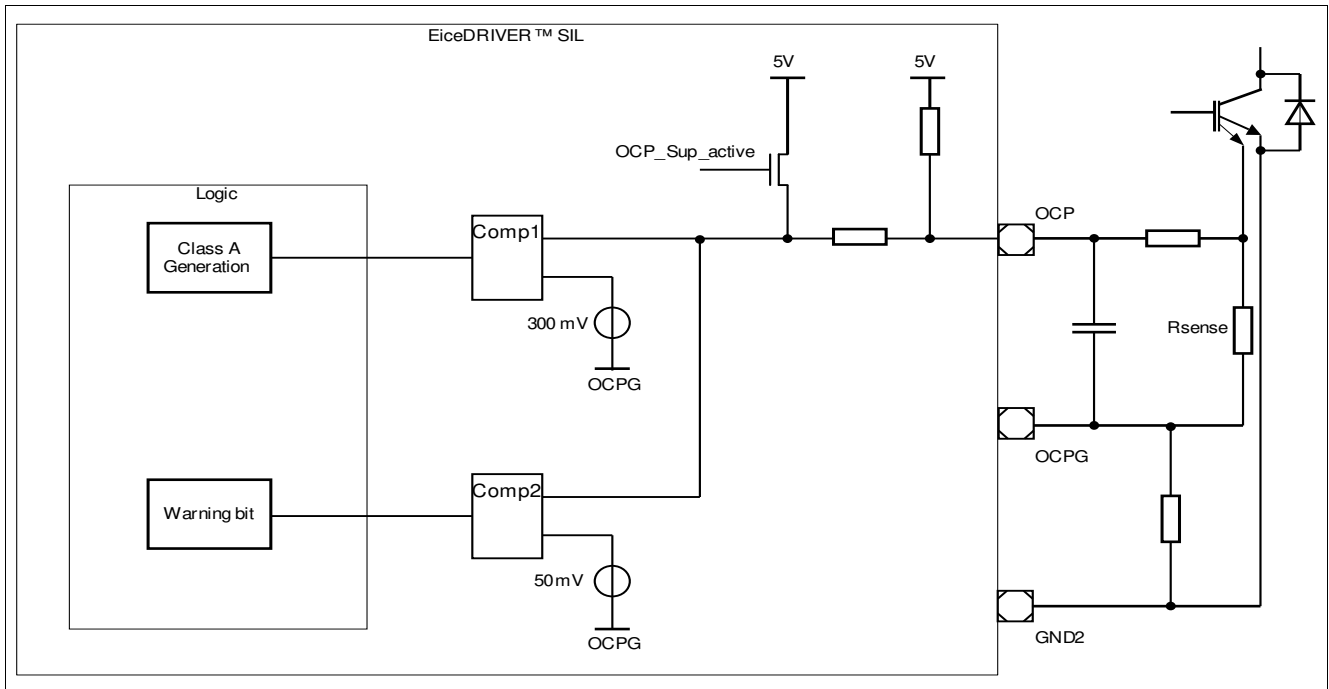 EiceDRIVER™ SIL
5V
5V
OCP_Sup_active
Logic
Class A
Generation
Comp1
300 mV
OCPG
OCP
Rsense
OCPG
Warning bit
Comp2
50mV
OCPG
GND2